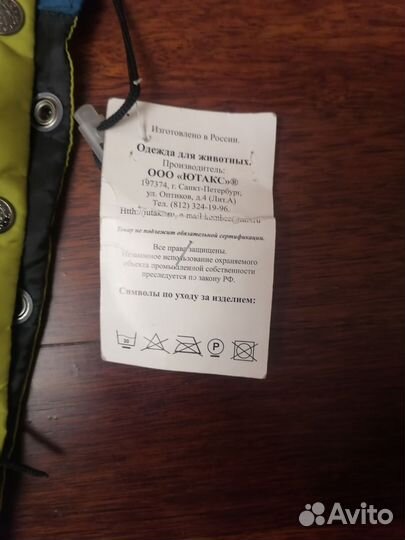 Изготовлено в России.
Одежда для животных.
Производитель:
ООО «ЮТАКС»®
197374, г. Санкт-Петербург,
ул. Оптиков, д.4 (Лит.А)
Тел. (812) 324-19-96.
e-mail:
Товар не подлежит обязательной сертификации.
Все права защищены.
Незаконное использование охраняемого
объекта промышленной собственности
преследуется по закону РФ.
Символы по уходу за изделием:
30
P
Avito